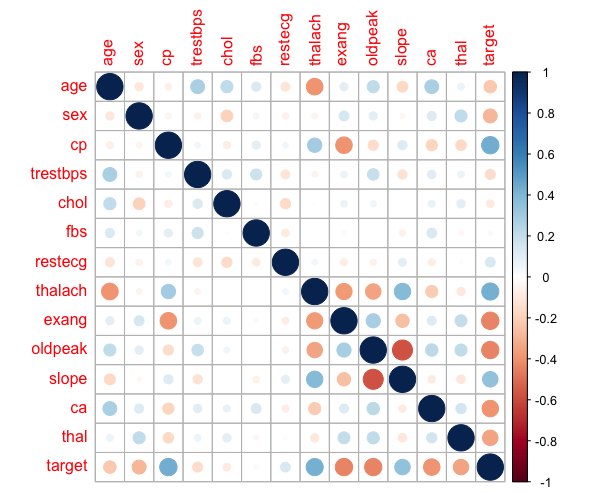 age sex cp trestbps chol fbs restecg thalach exang oldpeak slope ca thal target
age
sex
cp
trestbps
chol
fbs
restecg
thalach
exang
oldpeak
slope
ca
thal
target
1
0.8
0.6
0.4
0.2
0
-0.2
-0.4
-0.6
-0.8
-1